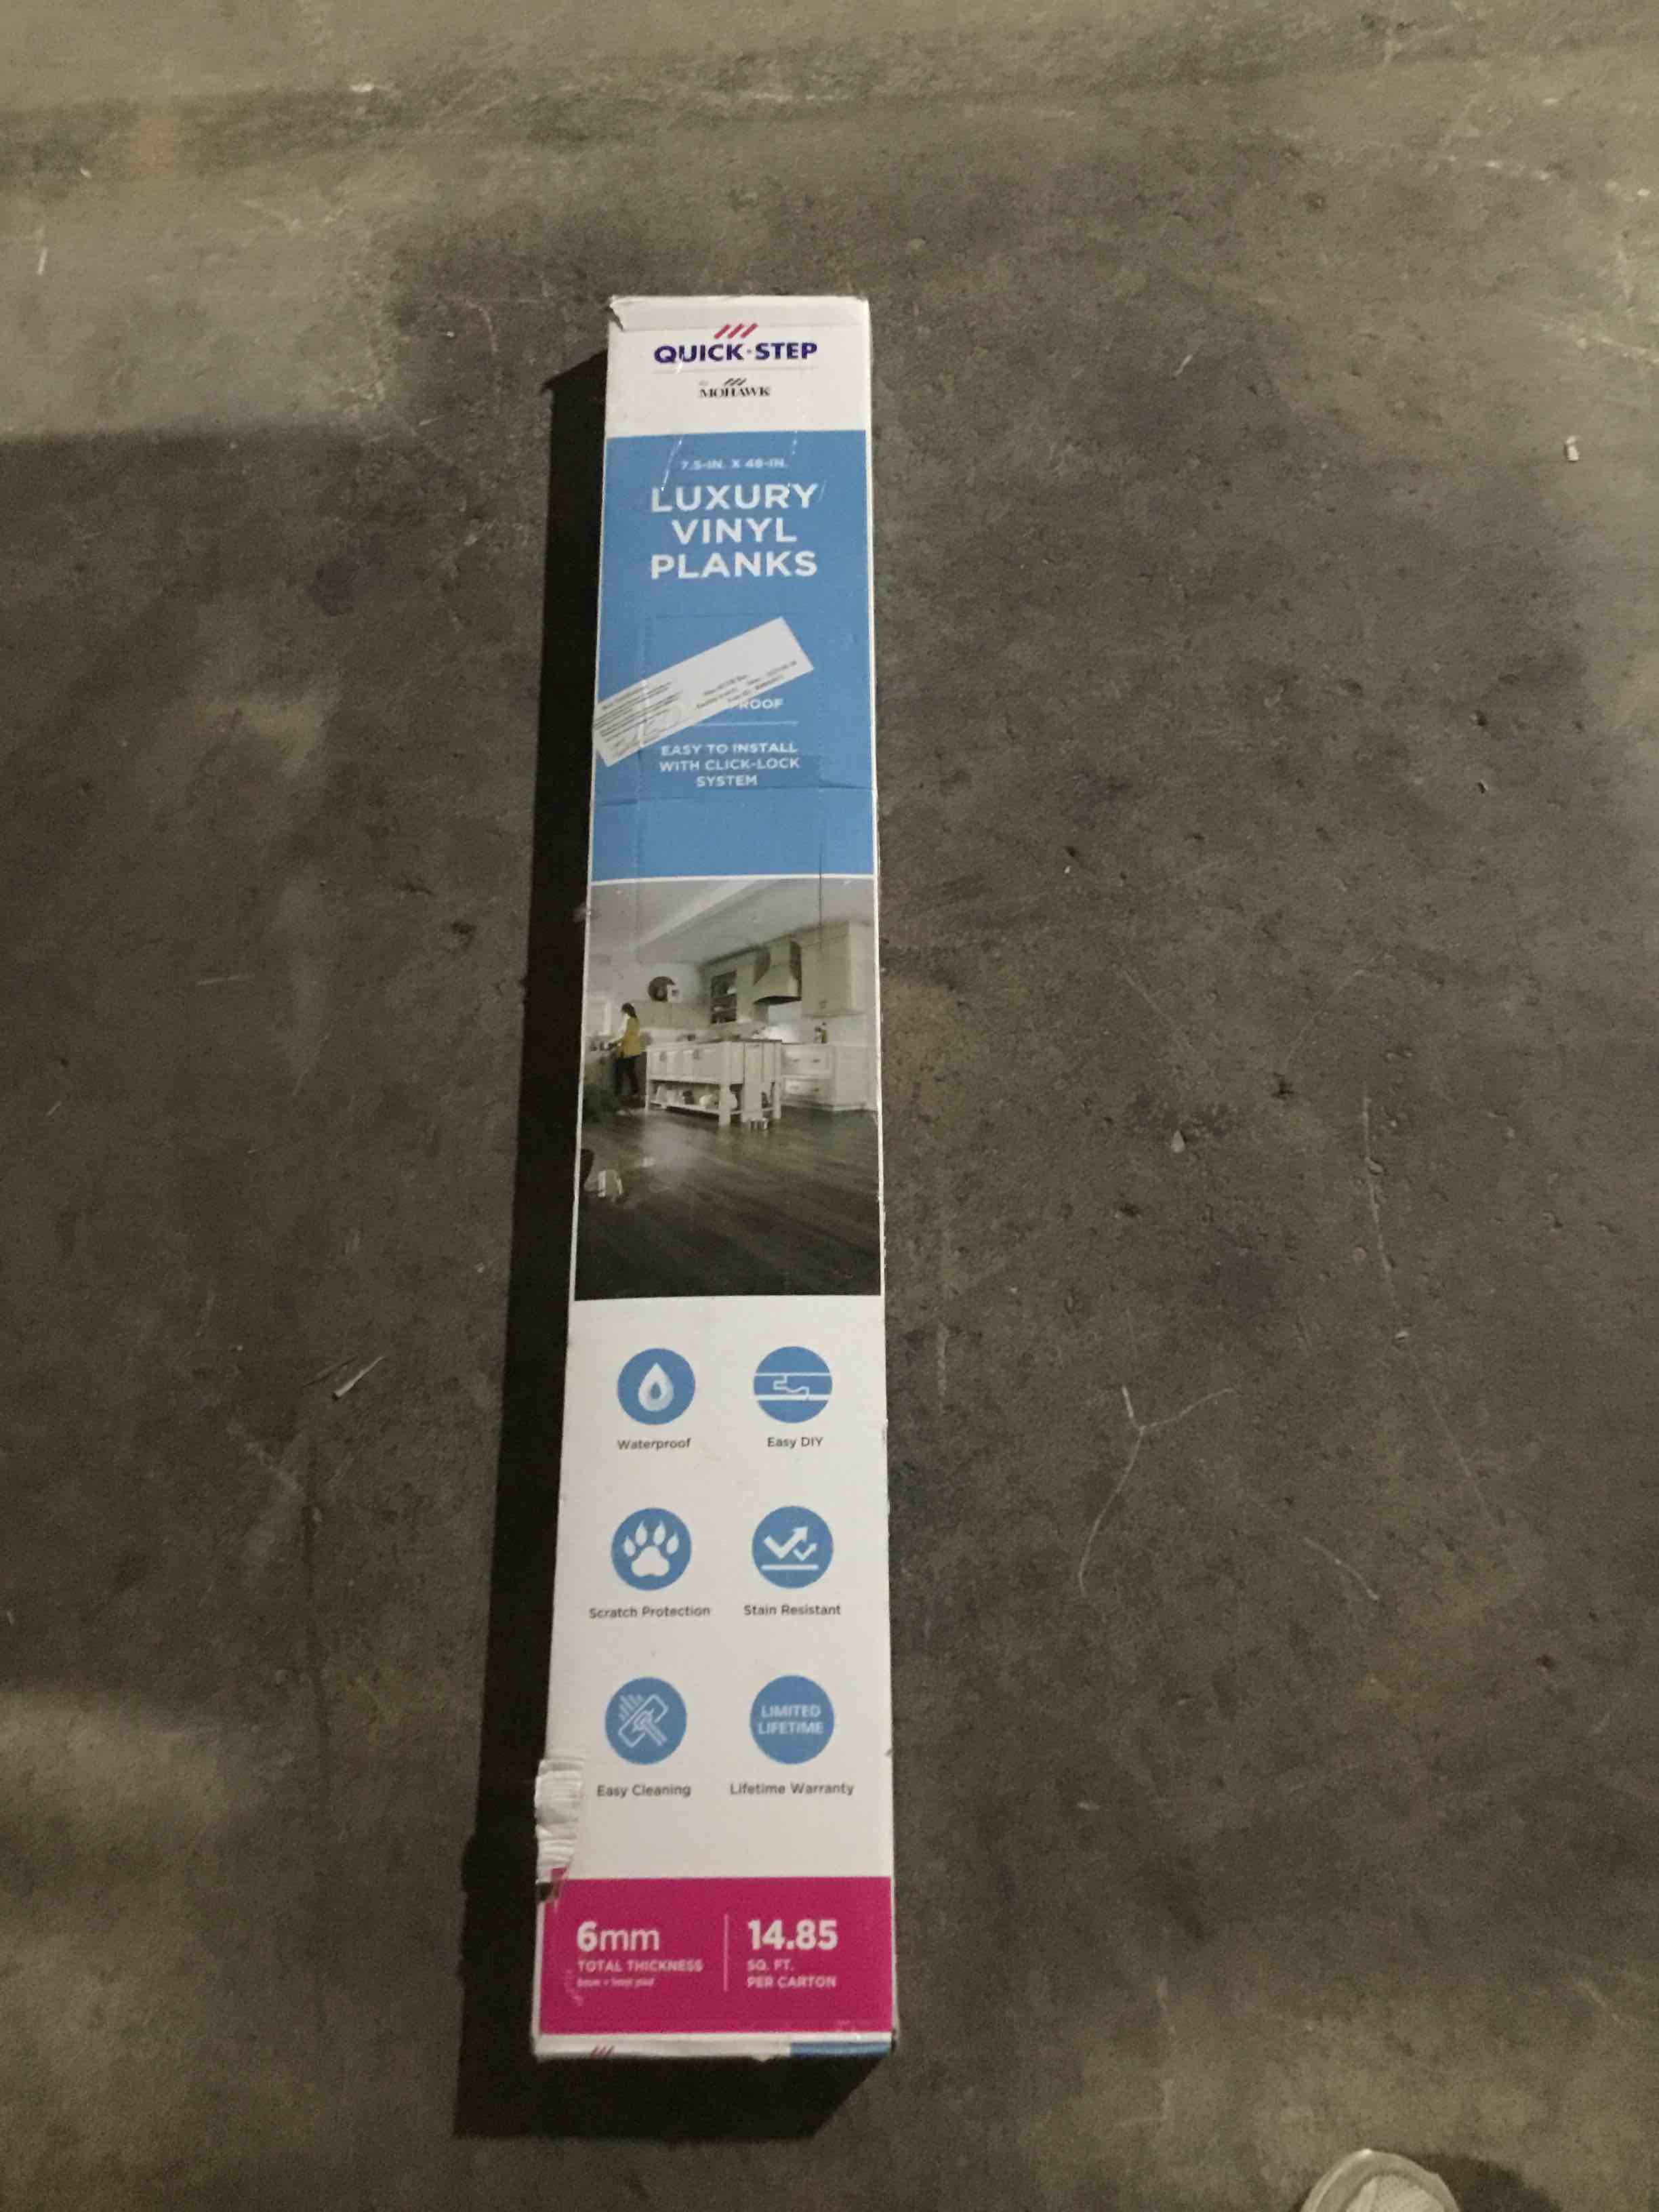 QUICK·STEP
MOHAWK
7.5-IN. X 48-IN.
LUXURY
VINYL
PLANKS
PROOF
EASY TO INSTALL
WITH CLICK-LOCK
SYSTEM
Waterproof
Easy DIY
Scratch Protection
Stain Resistant
LIMITED
LIFETIME
Easy Cleaning
Lifetime Warranty
6mm
TOTAL THICKNESS
14.85
SQ. FT.
PER CARTON